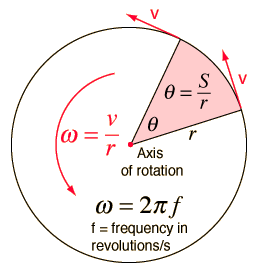 v
v
θ = S/r
ω = v/r
θ
r
Axis
of rotation
ω = 2πf
f = frequency in
revolutions/s